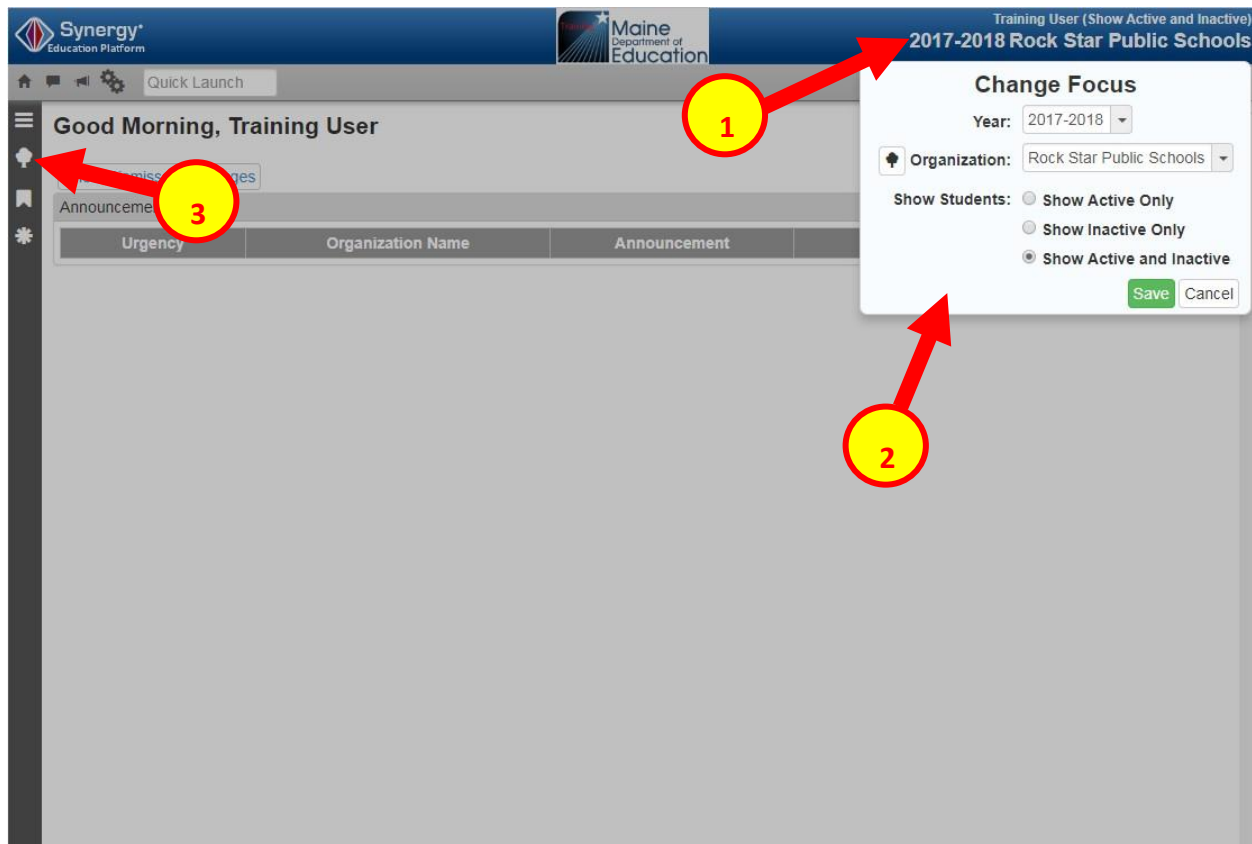 Synergy
Education Platform
Training
Maine
Department of
Education
Training User (Show Active and Inactive)
2017-2018 Rock Star Public Schools
Quick Launch
1
Change Focus
Year: 2017-2018
Organization: Rock Star Public Schools
Show Students: Show Active Only
Show Inactive Only
Show Active and Inactive
Save Cancel
Good Morning, Training User
3
Urgency Organization Name Announcement
2